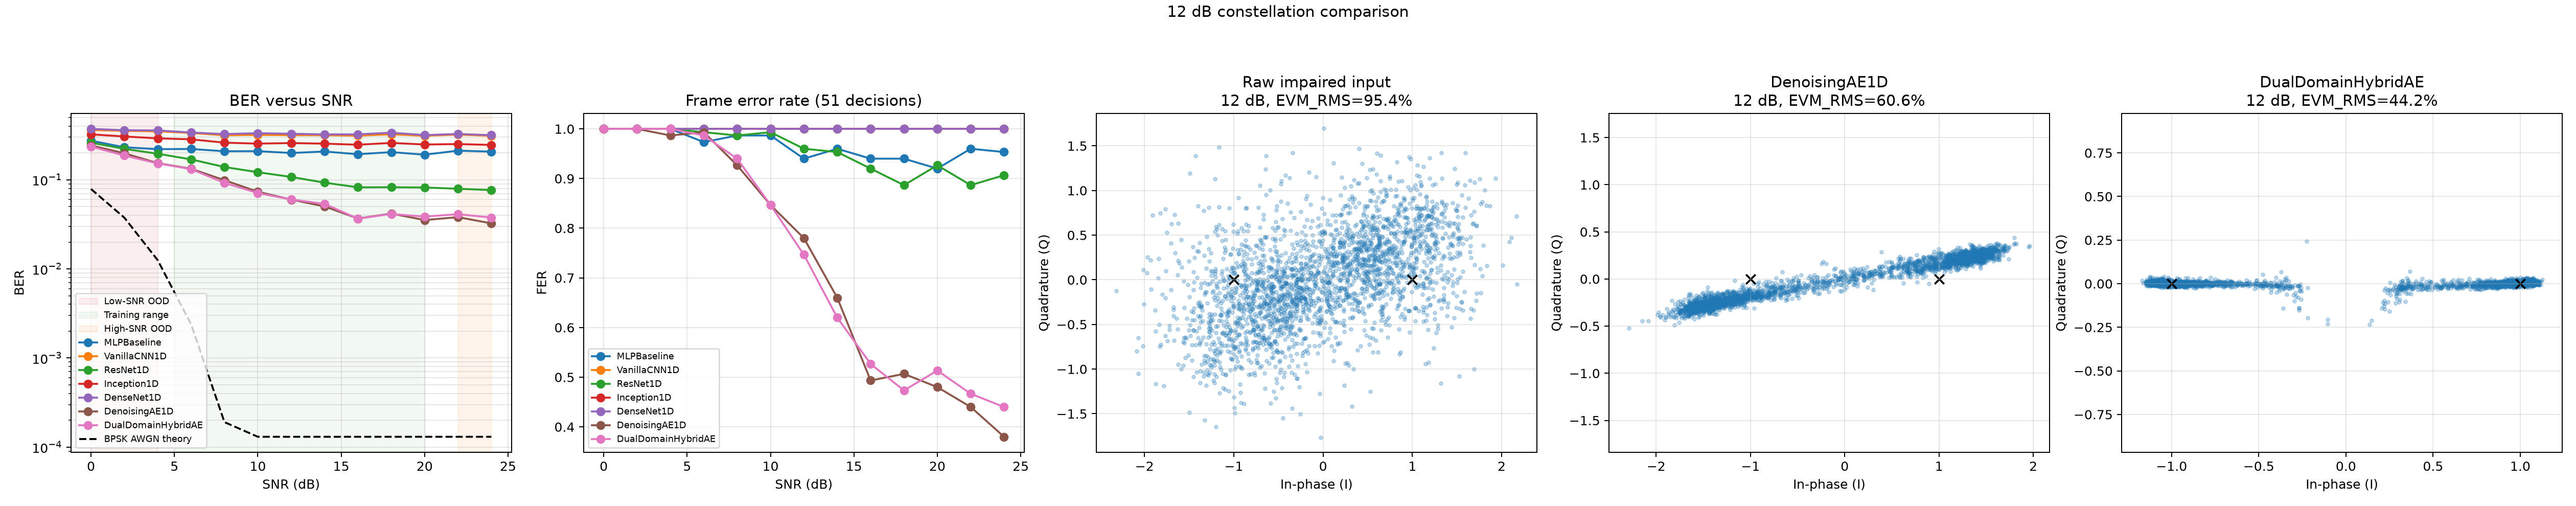 12 dB constellation comparison
BER versus SNR
BER
10⁻¹
10⁻²
10⁻³
10⁻⁴
Low-SNR OOD
Training range
High-SNR OOD
MLPBaseline
VanillaCNN1D
ResNet1D
Inception1D
DenseNet1D
DenoisingAE1D
DualDomainHybridAE
BPSK AWGN theory
0 5 10 15 20 25
SNR (dB)
Frame error rate (51 decisions)
FER
1.0
0.9
0.8
0.7
0.6
0.5
0.4
MLPBaseline
VanillaCNN1D
ResNet1D
Inception1D
DenseNet1D
DenoisingAE1D
DualDomainHybridAE
0 5 10 15 20 25
SNR (dB)
Raw impaired input
12 dB, EVM_RMS=95.4%
Quadrature (Q)
1.5
1.0
0.5
0.0
−0.5
−1.0
−1.5
−2 −1 0 1 2
In-phase (I)
DenoisingAE1D
12 dB, EVM_RMS=60.6%
Quadrature (Q)
1.5
1.0
0.5
0.0
−0.5
−1.0
−1.5
−2 −1 0 1 2
In-phase (I)
DualDomainHybridAE
12 dB, EVM_RMS=44.2%
Quadrature (Q)
0.75
0.50
0.25
0.00
−0.25
−0.50
−0.75
−1.0 −0.5 0.0 0.5 1.0
In-phase (I)